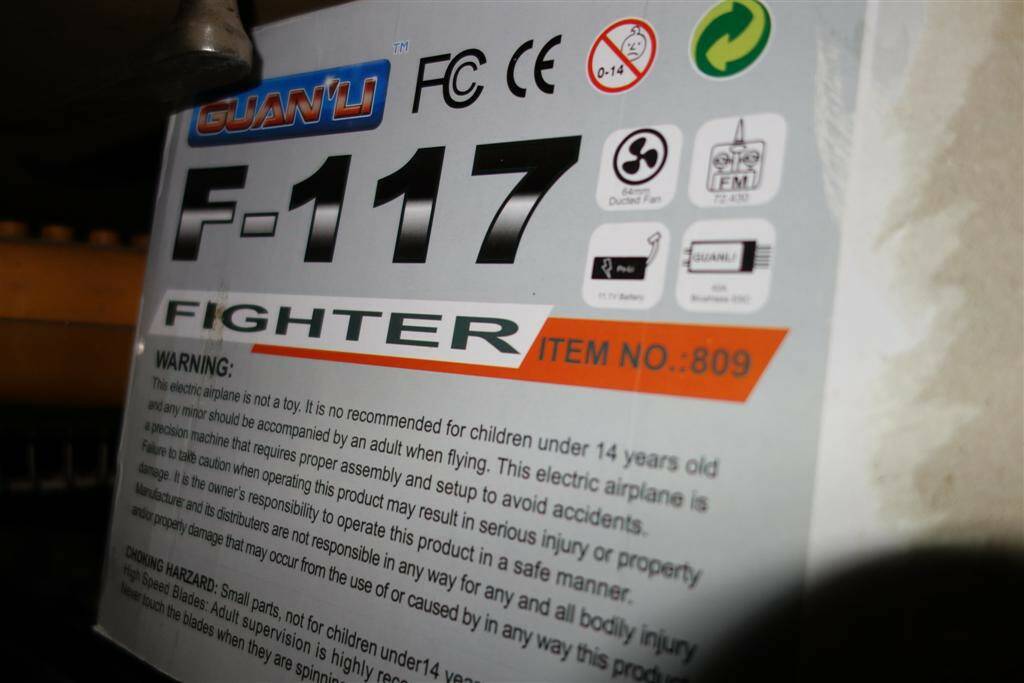 GUAN'LI TM
FC CE
0-14
F-117
64mm
Ducted Fan
FM
GUANLI
11.1V Battery
FIGHTER
ITEM NO.:809
WARNING:
This electric airplane is not a toy. It is no recommended for children under 14 years old
and any minor should be accompanied by an adult when flying. This electric airplane is
a precision machine that requires proper assembly and setup to avoid accidents.
Failure to take caution when operating this product may result in serious injury or property
damage. It is the owner's responsibility to operate this product in a safe manner.
Manufacturer and its distributers are not responsible in any way for any and all bodily injury
and/or property damage that may occur from the use of or caused by in any way this produc
CHOKING HARZARD: Small parts, not for children under14 yea
High Speed Blades: Adult supervision is highly reco
Never touch the blades when they are spinnin